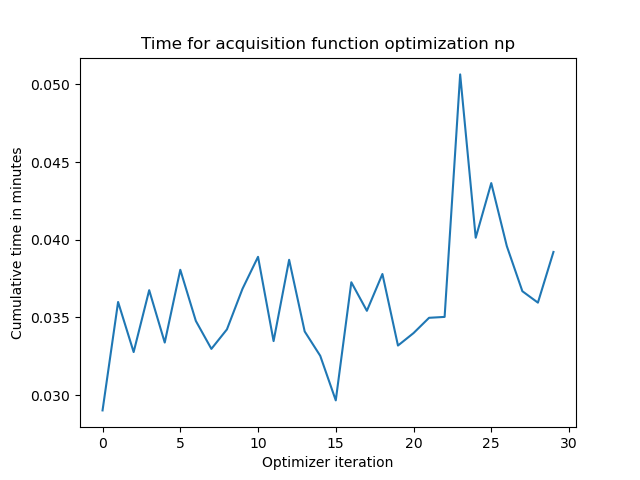 Time for acquisition function optimization np
0.050
0.045
0.040
0.035
0.030
Cumulative time in minutes
0 5 10 15 20 25 30
Optimizer iteration